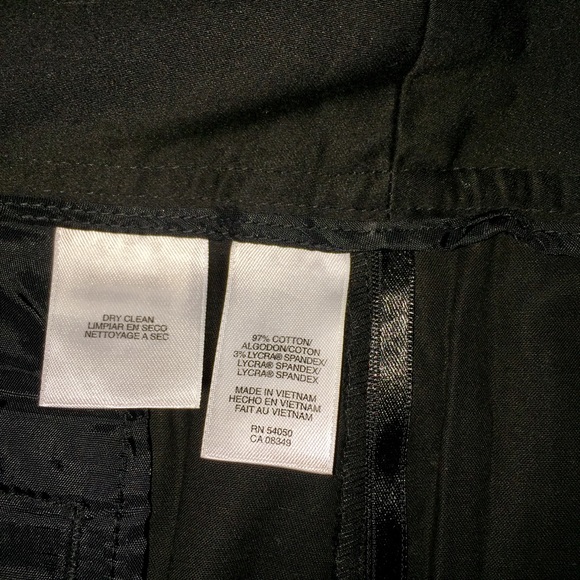 DRY CLEAN
LIMPIAR EN SECO
NETTOYAGE A SEC
97% COTTON/
ALGODON/COTON
3% LYCRA® SPANDEX/
LYCRA® SPANDEX/
LYCRA® SPANDEX
MADE IN VIETNAM
HECHO EN VIETNAM
FAIT AU VIETNAM
RN 54050
CA 08349